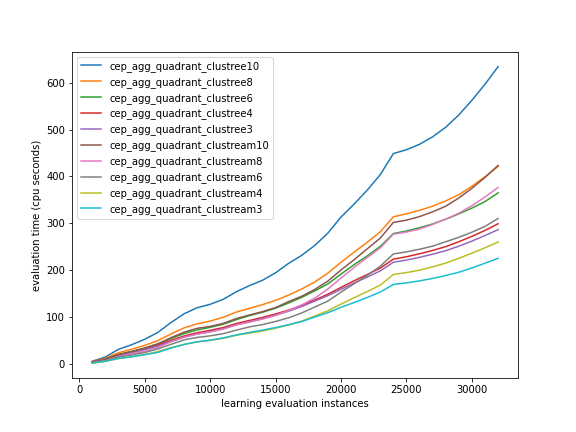 cep_agg_quadrant_clustree10
cep_agg_quadrant_clustree8
cep_agg_quadrant_clustree6
cep_agg_quadrant_clustree4
cep_agg_quadrant_clustree3
cep_agg_quadrant_clustream10
cep_agg_quadrant_clustream8
cep_agg_quadrant_clustream6
cep_agg_quadrant_clustream4
cep_agg_quadrant_clustream3
evaluation time (cpu seconds)
600
500
400
300
200
100
0
0 5000 10000 15000 20000 25000 30000
learning evaluation instances